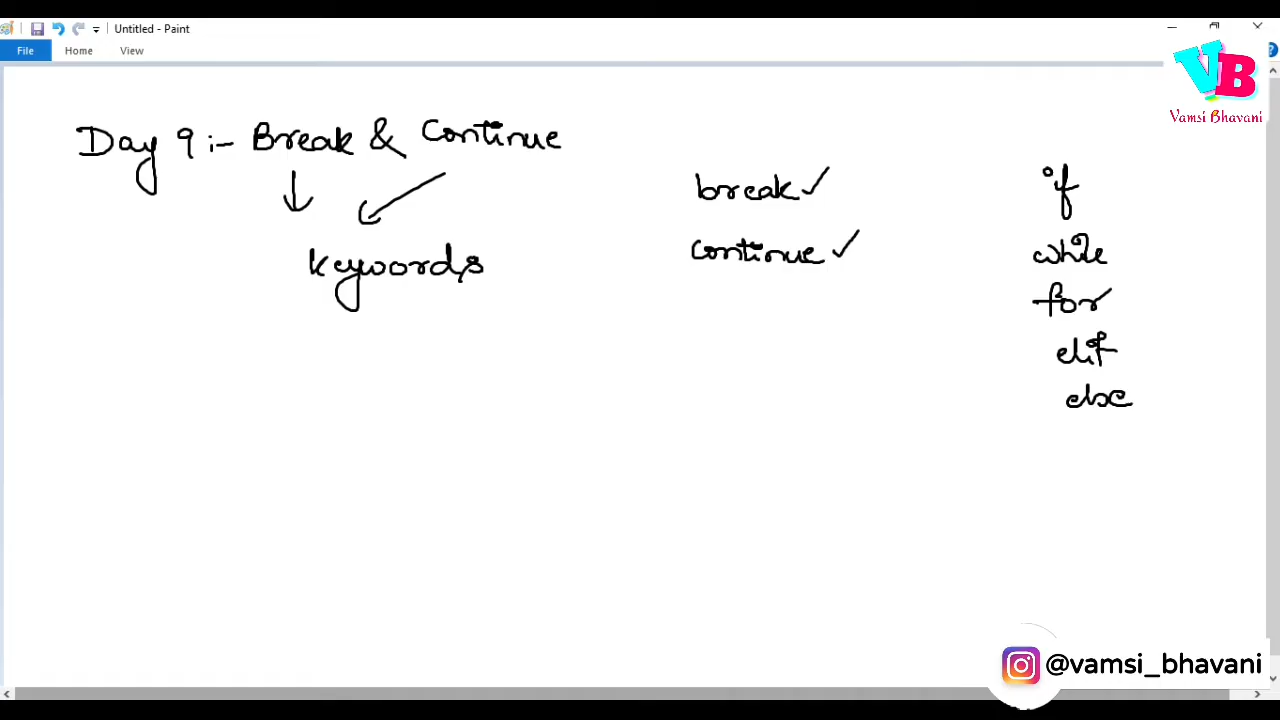 Untitled - Paint
File Home View
VB
Vamsi Bhavani
Day 9 :- Break & Continue
keywords
break ✓
continue ✓
if
while
for
elif
else
@vamsi_bhavani